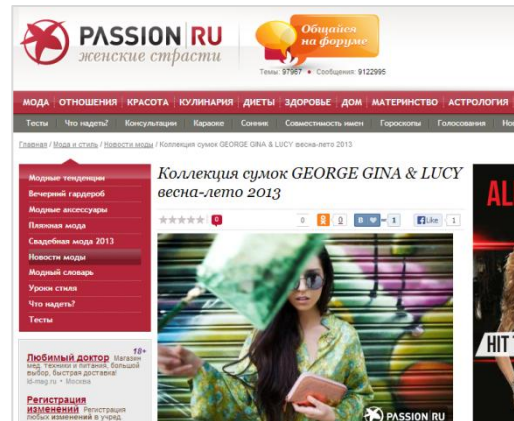 PASSION RU
женские страсти
Общайся
на форуме
Темы: 97967 • Сообщения: 9122995
МОДА ОТНОШЕНИЯ КРАСОТА КУЛИНАРИЯ ДИЕТЫ ЗДОРОВЬЕ ДОМ МАТЕРИНСТВО АСТРОЛОГИЯ
Тесты Что надеть? Консультации Караоке Сонник Совместимость имен Гороскопы Голосования Но
Главная / Мода и стиль / Новости моды / Коллекция сумок GEORGE GINA & LUCY весна-лето 2013
Модные тенденции
Вечерний гардероб
Модные аксессуары
Пляжная мода
Свадебная мода 2013
Новости моды
Модный словарь
Уроки стиля
Что надеть?
Тесты
Коллекция сумок GEORGE GINA & LUCY
весна-лето 2013
0 0 0 В 1 Like 1
PASSION RU
AL
HIT
18+
Любимый доктор Магазин
мед. техники и питания, большой
выбор, быстрая доставка!
id-mag.ru • Москва
Регистрация
изменений Регистрация
любых изменений в учред.